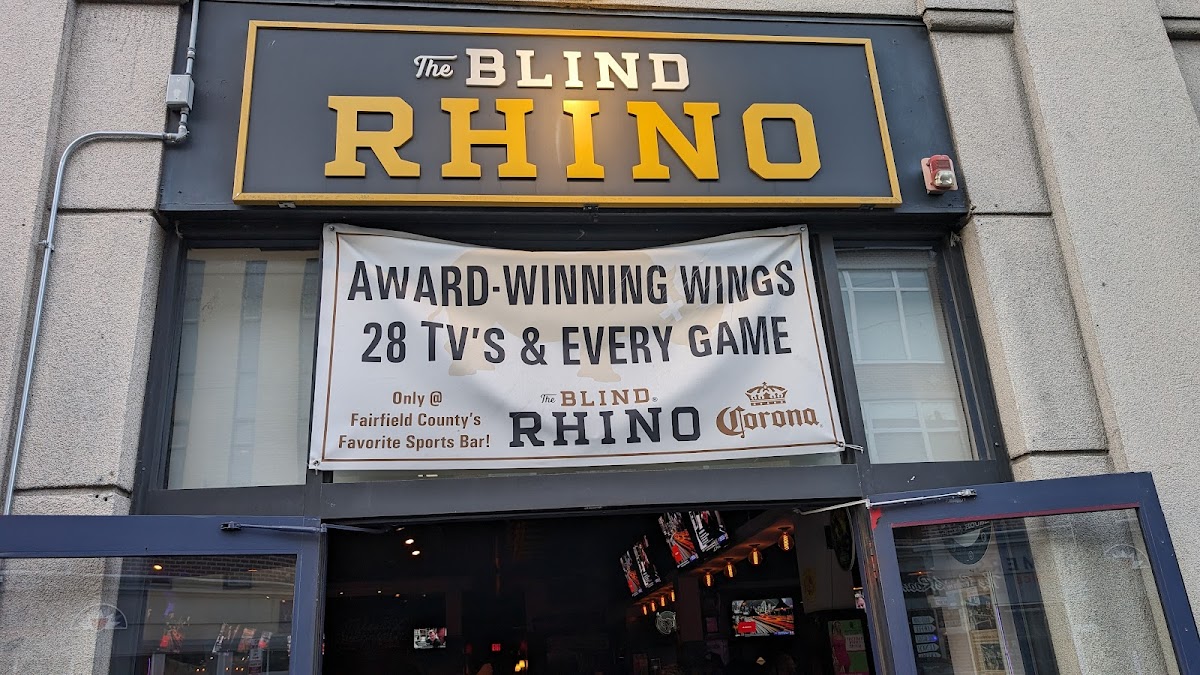 The BLIND
RHINO
AWARD-WINNING WINGS
28 TV'S & EVERY GAME
Only @
Fairfield County's
Favorite Sports Bar!
The BLIND®
RHINO
Corona